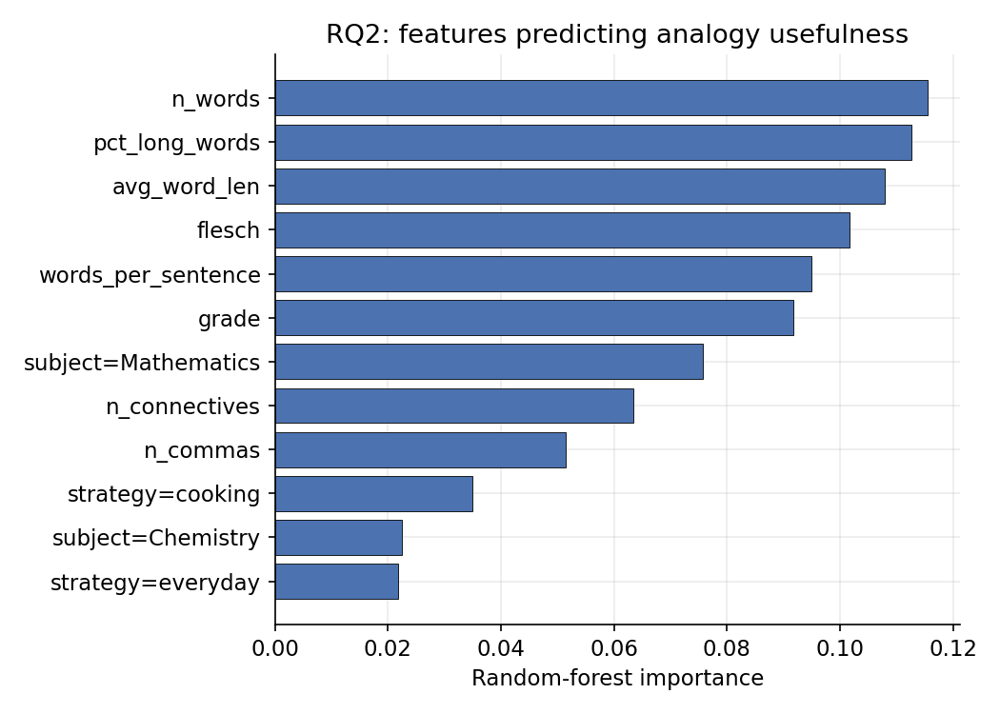 RQ2: features predicting analogy usefulness
n_words
pct_long_words
avg_word_len
flesch
words_per_sentence
grade
subject=Mathematics
n_connectives
n_commas
strategy=cooking
subject=Chemistry
strategy=everyday
0.00 0.02 0.04 0.06 0.08 0.10 0.12
Random-forest importance